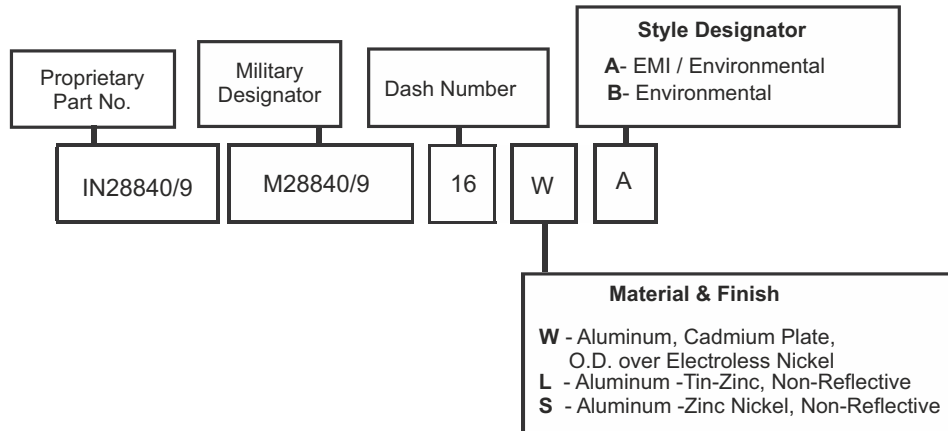 Style Designator
A- EMI / Environmental
B- Environmental
Proprietary
Part No.
Military
Designator
Dash Number
IN28840/9
M28840/9
16
W
A
Material & Finish
W - Aluminum, Cadmium Plate,
O.D. over Electroless Nickel
L - Aluminum -Tin-Zinc, Non-Reflective
S - Aluminum -Zinc Nickel, Non-Reflective